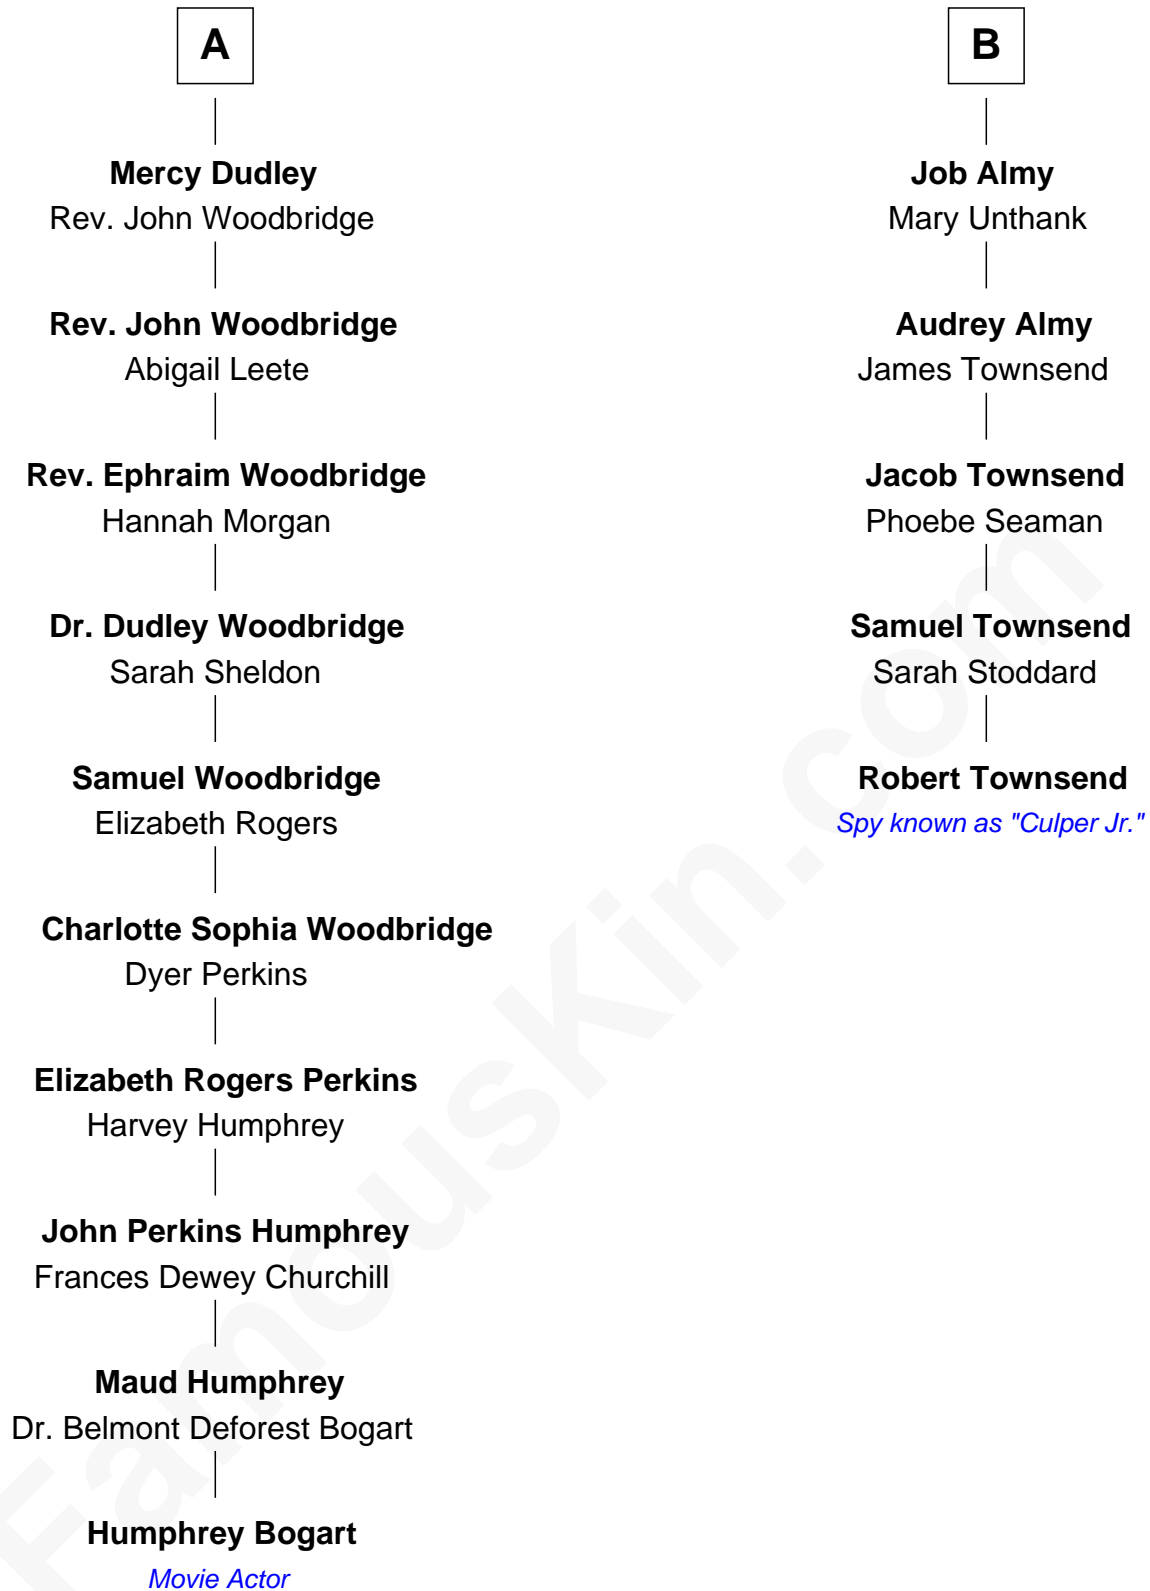 A
Mercy Dudley
Rev. John Woodbridge
Rev. John Woodbridge
Abigail Leete
Rev. Ephraim Woodbridge
Hannah Morgan
Dr. Dudley Woodbridge
Sarah Sheldon
Samuel Woodbridge
Elizabeth Rogers
Charlotte Sophia Woodbridge
Dyer Perkins
Elizabeth Rogers Perkins
Harvey Humphrey
John Perkins Humphrey
Frances Dewey Churchill
Maud Humphrey
Dr. Belmont Deforest Bogart
Humphrey Bogart
Movie Actor
B
Job Almy
Mary Unthank
Audrey Almy
James Townsend
Jacob Townsend
Phoebe Seaman
Samuel Townsend
Sarah Stoddard
Robert Townsend
Spy known as "Culper Jr."
FamousKin.com